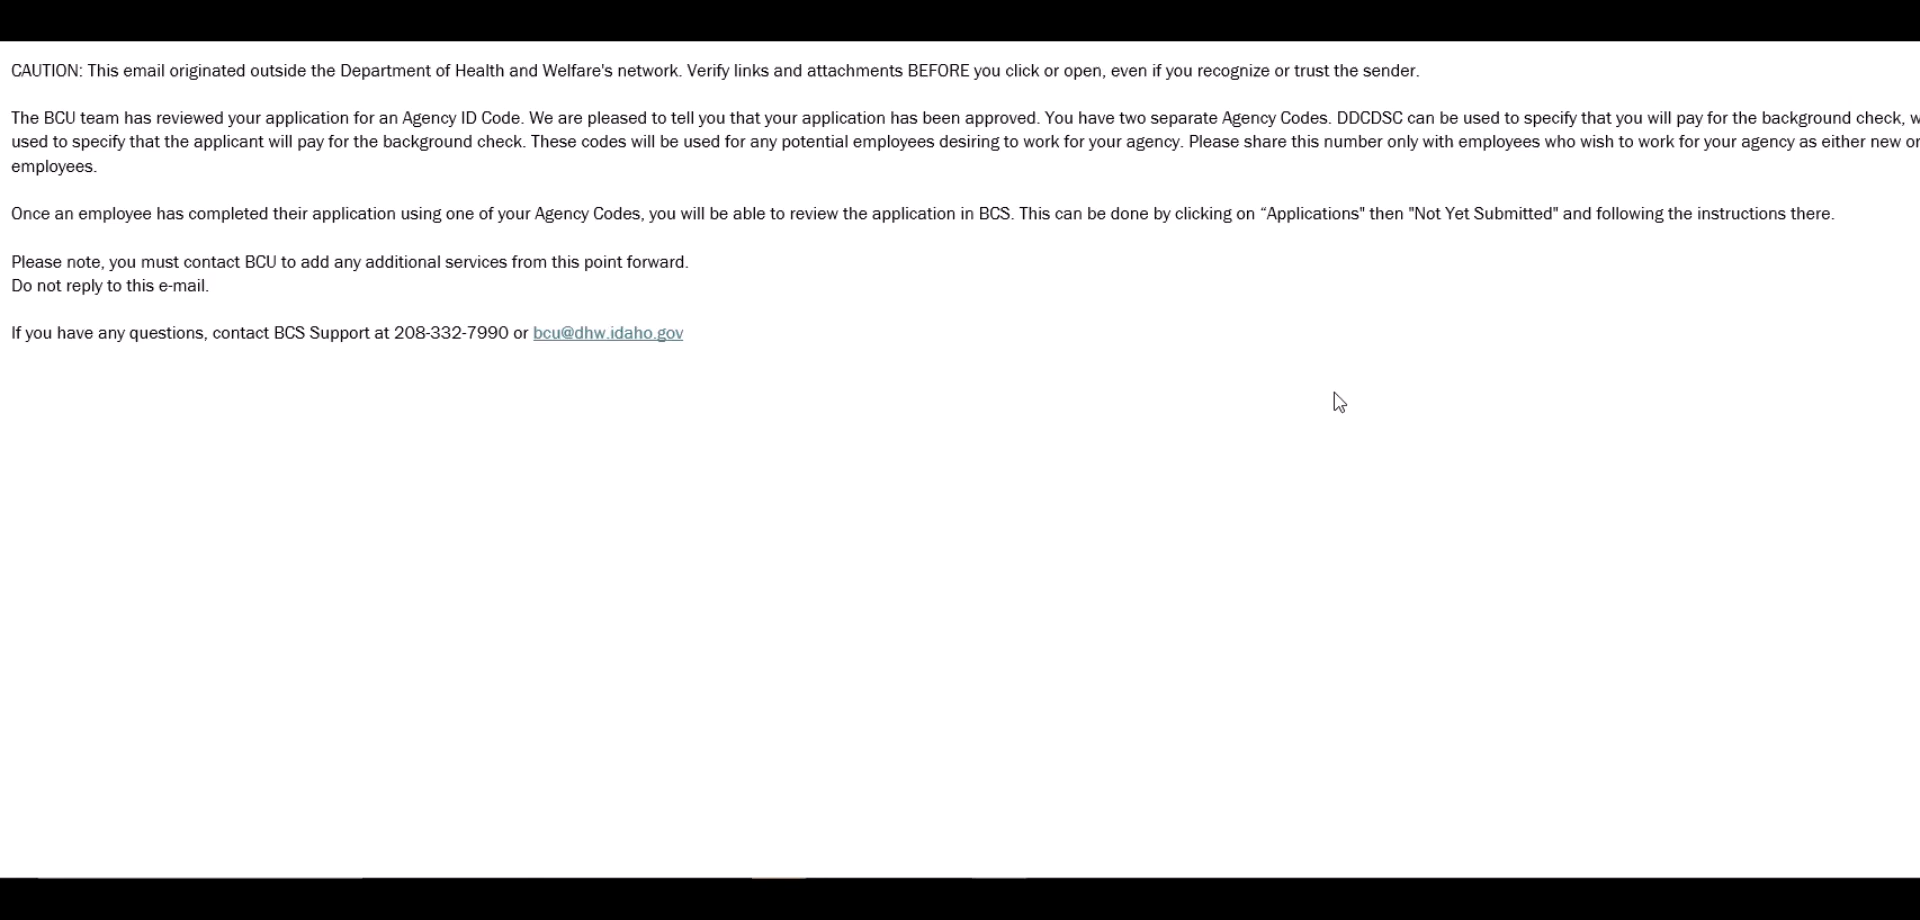 CAUTION: This email originated outside the Department of Health and Welfare's network. Verify links and attachments BEFORE you click or open, even if you recognize or trust the sender.
The BCU team has reviewed your application for an Agency ID Code. We are pleased to tell you that your application has been approved. You have two separate Agency Codes. DDCDSC can be used to specify that you will pay for the background check,
used to specify that the applicant will pay for the background check. These codes will be used for any potential employees desiring to work for your agency. Please share this number only with employees who wish to work for your agency as either new or
employees.
Once an employee has completed their application using one of your Agency Codes, you will be able to review the application in BCS. This can be done by clicking on “Applications" then "Not Yet Submitted" and following the instructions there.
Please note, you must contact BCU to add any additional services from this point forward.
Do not reply to this e-mail.
If you have any questions, contact BCS Support at 208-332-7990 or bcu@dhw.idaho.gov